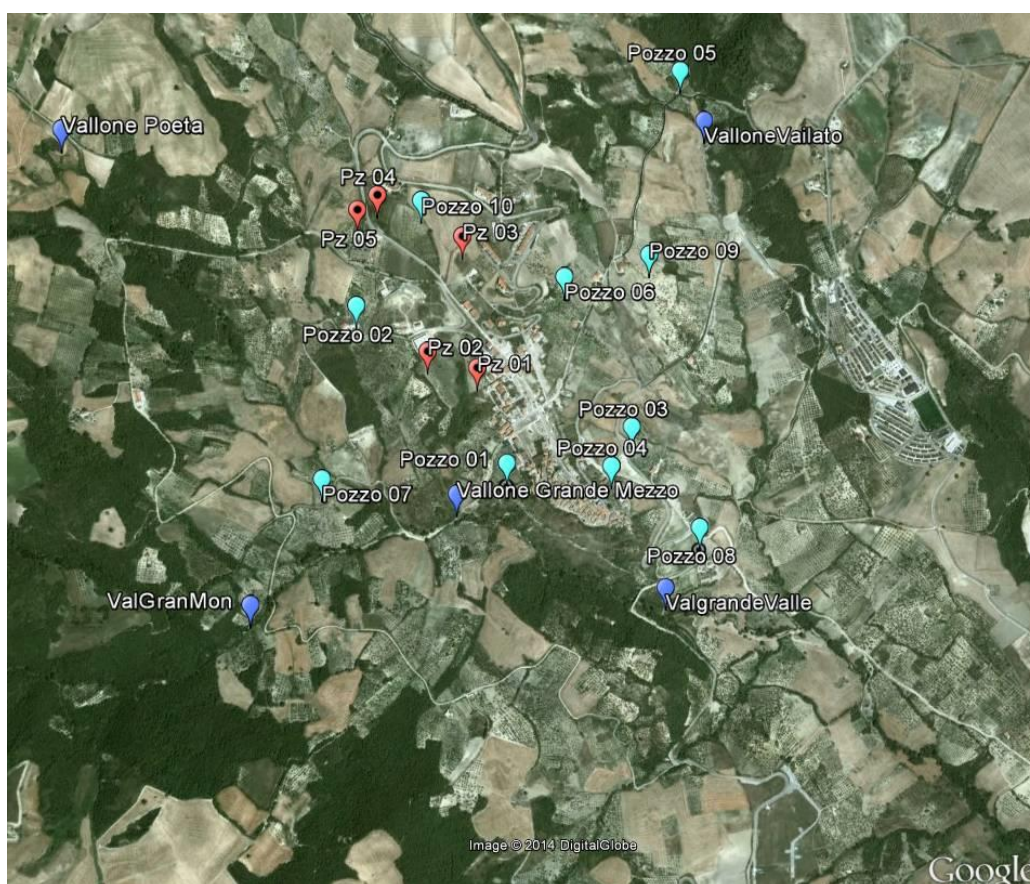 Pozzo 05
Vallone Poeta
ValloneVailato
Pz 04
Pozzo 10
Pz 05
Pz 03
Pozzo 09
Pozzo 06
Pozzo 02
Pz 02
Pz 01
Pozzo 03
Pozzo 04
Pozzo 01
Pozzo 07
Vallone Grande Mezzo
Pozzo 08
ValGranMon
ValgrandeValle
Image © 2014 DigitalGlobe
Google